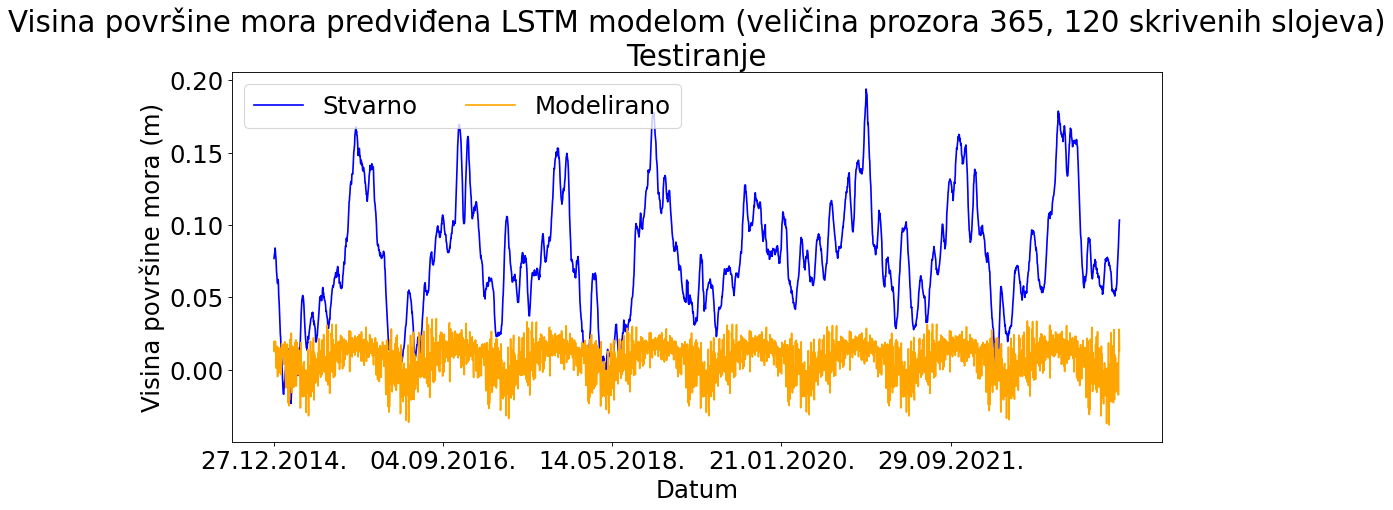 Visina površine mora predviđena LSTM modelom (veličina prozora 365, 120 skrivenih slojeva)
Testiranje
Stvarno
Modelirano
Visina površine mora (m)
0.20
0.15
0.10
0.05
0.00
27.12.2014.
04.09.2016.
14.05.2018.
21.01.2020.
29.09.2021.
Datum